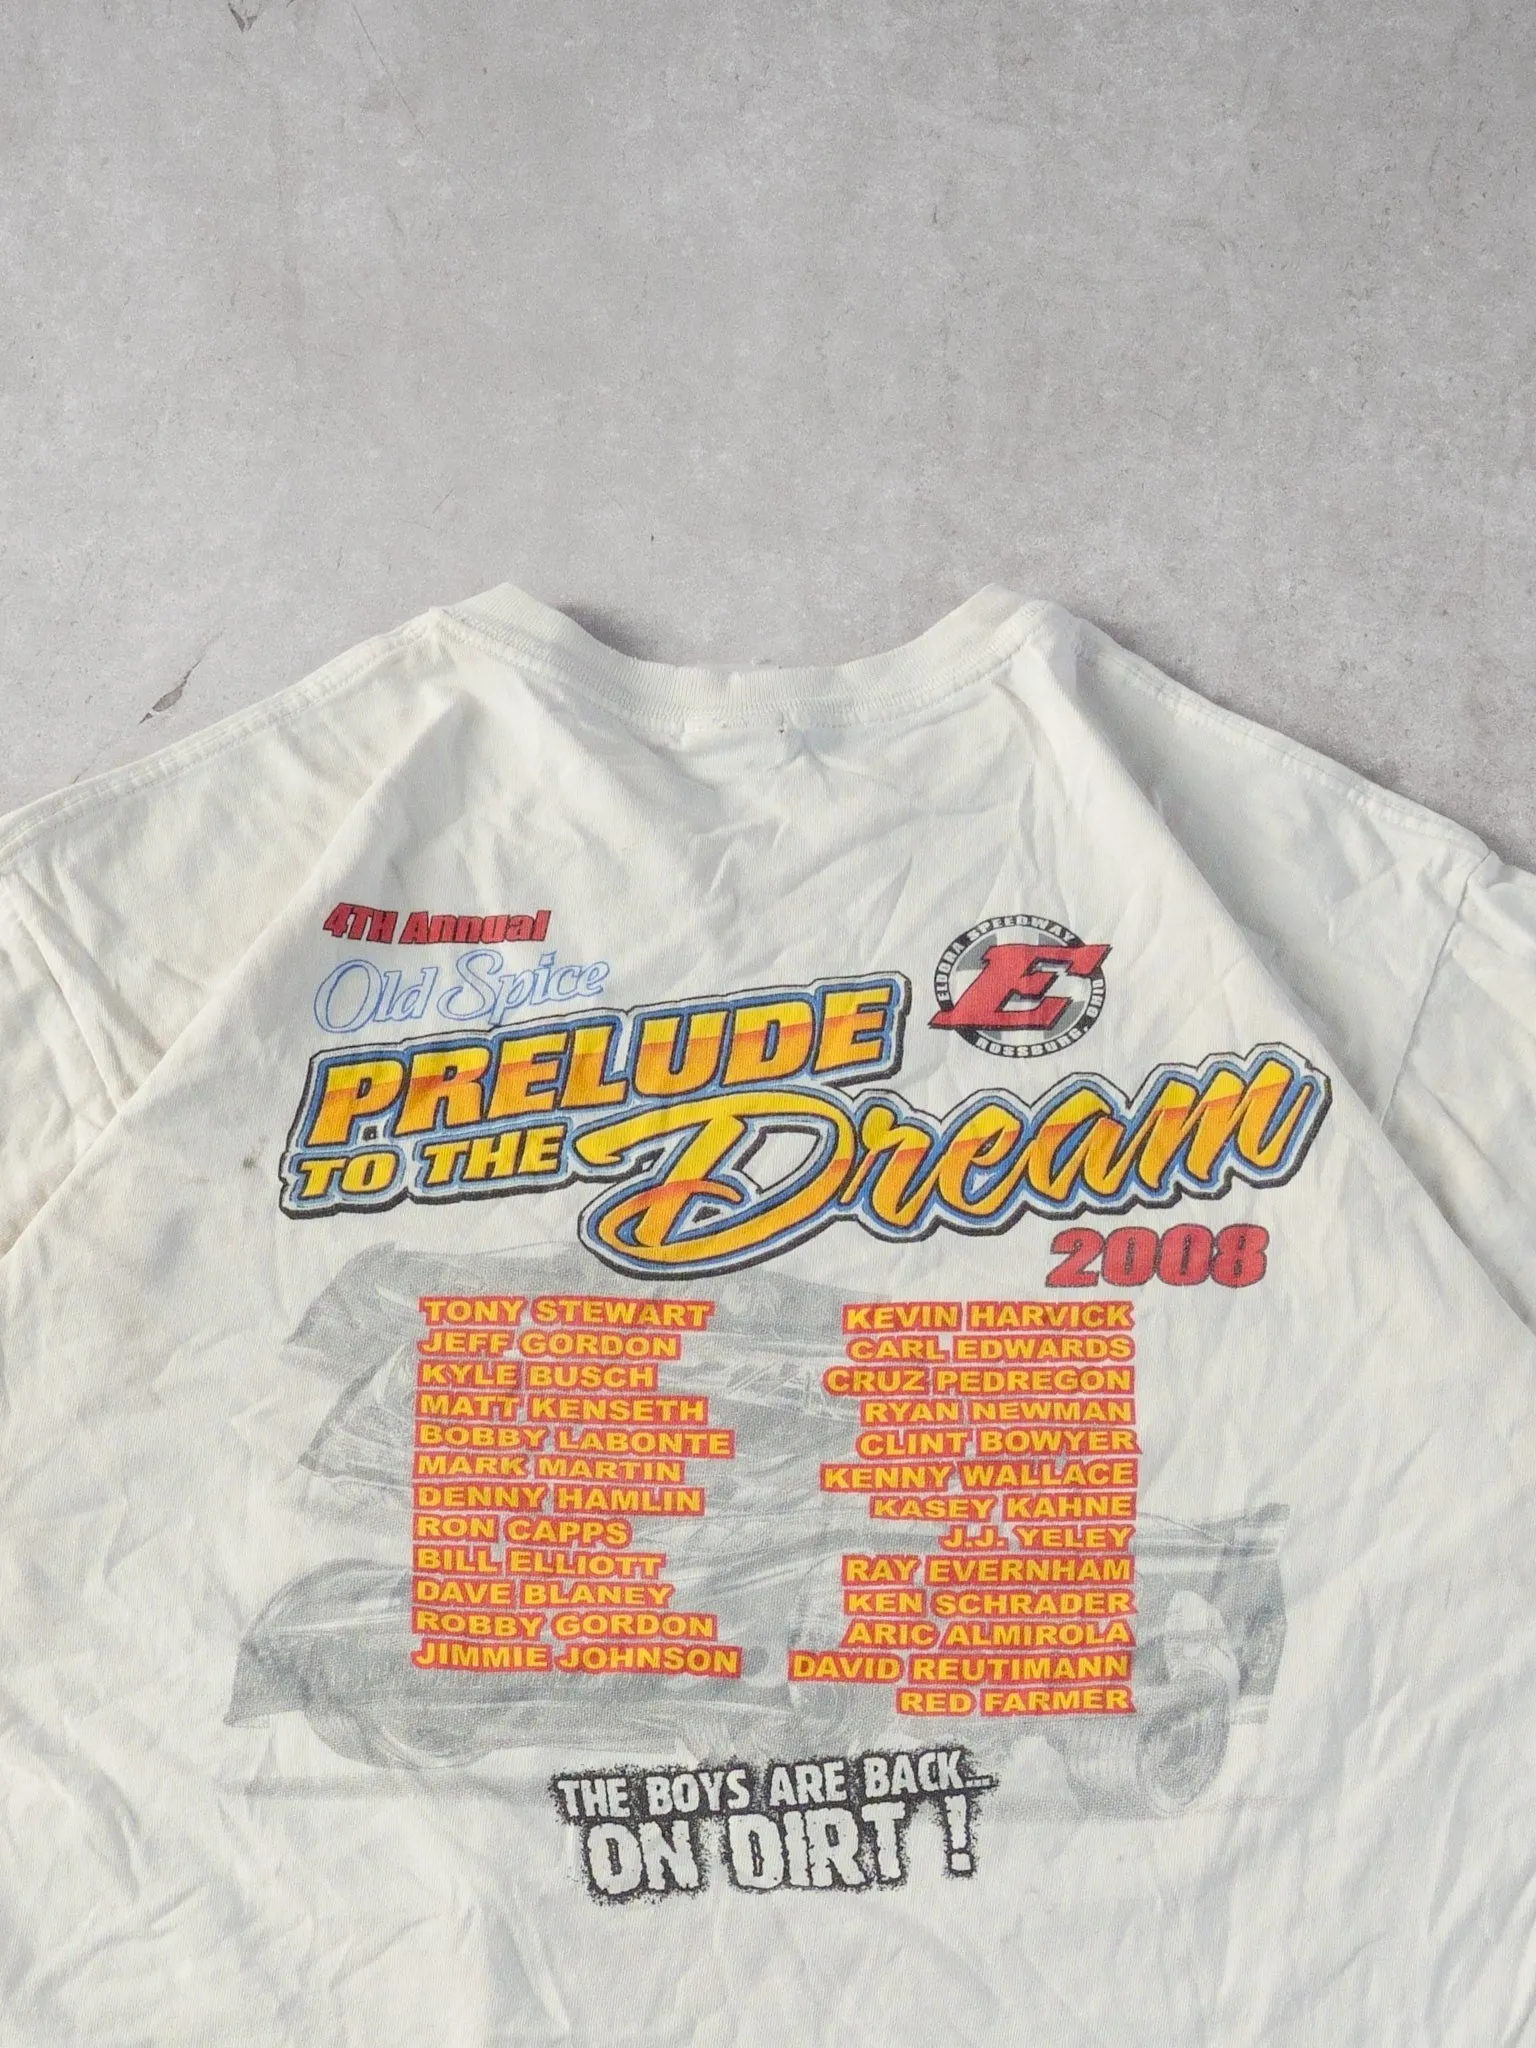 4TH Annual
Old Spice
PRELUDE
TO THE Dream
2008
ELDORA SPEEDWAY
E
ROSSBURG, OHIO
TONY STEWART
JEFF GORDON
KYLE BUSCH
MATT KENSETH
BOBBY LABONTE
MARK MARTIN
DENNY HAMLIN
RON CAPPS
BILL ELLIOTT
DAVE BLANEY
ROBBY GORDON
JIMMIE JOHNSON
KEVIN HARVICK
CARL EDWARDS
CRUZ PEDREGON
RYAN NEWMAN
CLINT BOWYER
KENNY WALLACE
KASEY KAHNE
J.J. YELEY
RAY EVERNHAM
KEN SCHRADER
ARIC ALMIROLA
DAVID REUTIMANN
RED FARMER
THE BOYS ARE BACK...
ON DIRT !